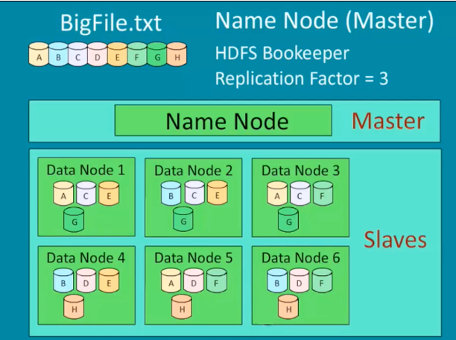 BigFile.txt
A B C D E F G H
Name Node (Master)
HDFS Bookeeper
Replication Factor = 3
Name Node
Master
Data Node 1
A C E
G
Data Node 2
B C E
G
Data Node 3
A C F
G
Data Node 4
B D E
H
Data Node 5
A D F
H
Data Node 6
B D F
H
Slaves